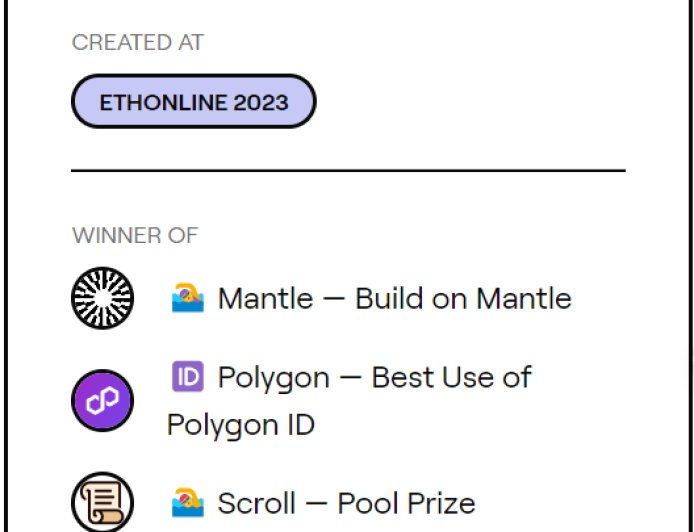 CREATED AT
ETHONLINE 2023
WINNER OF
🏊 Mantle — Build on Mantle
🆔 Polygon — Best Use of
Polygon ID
🏊 Scroll — Pool Prize